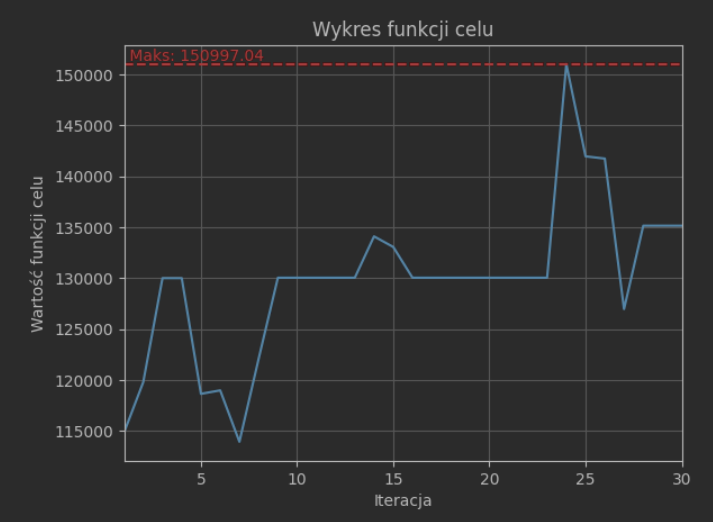 Wykres funkcji celu
Maks: 150997.04
Wartość funkcji celu
150000
145000
140000
135000
130000
125000
120000
115000
5 10 15 20 25 30
Iteracja